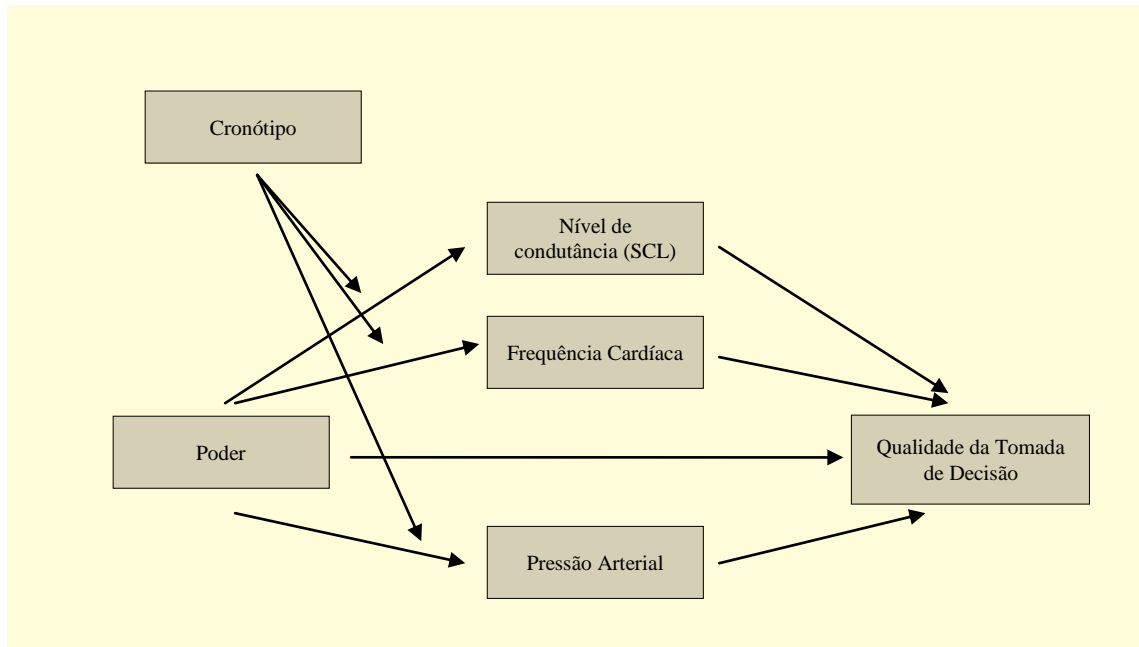 Cronótipo
Nível de
condutância (SCL)
Frequência Cardíaca
Poder
Qualidade da Tomada
de Decisão
Pressão Arterial